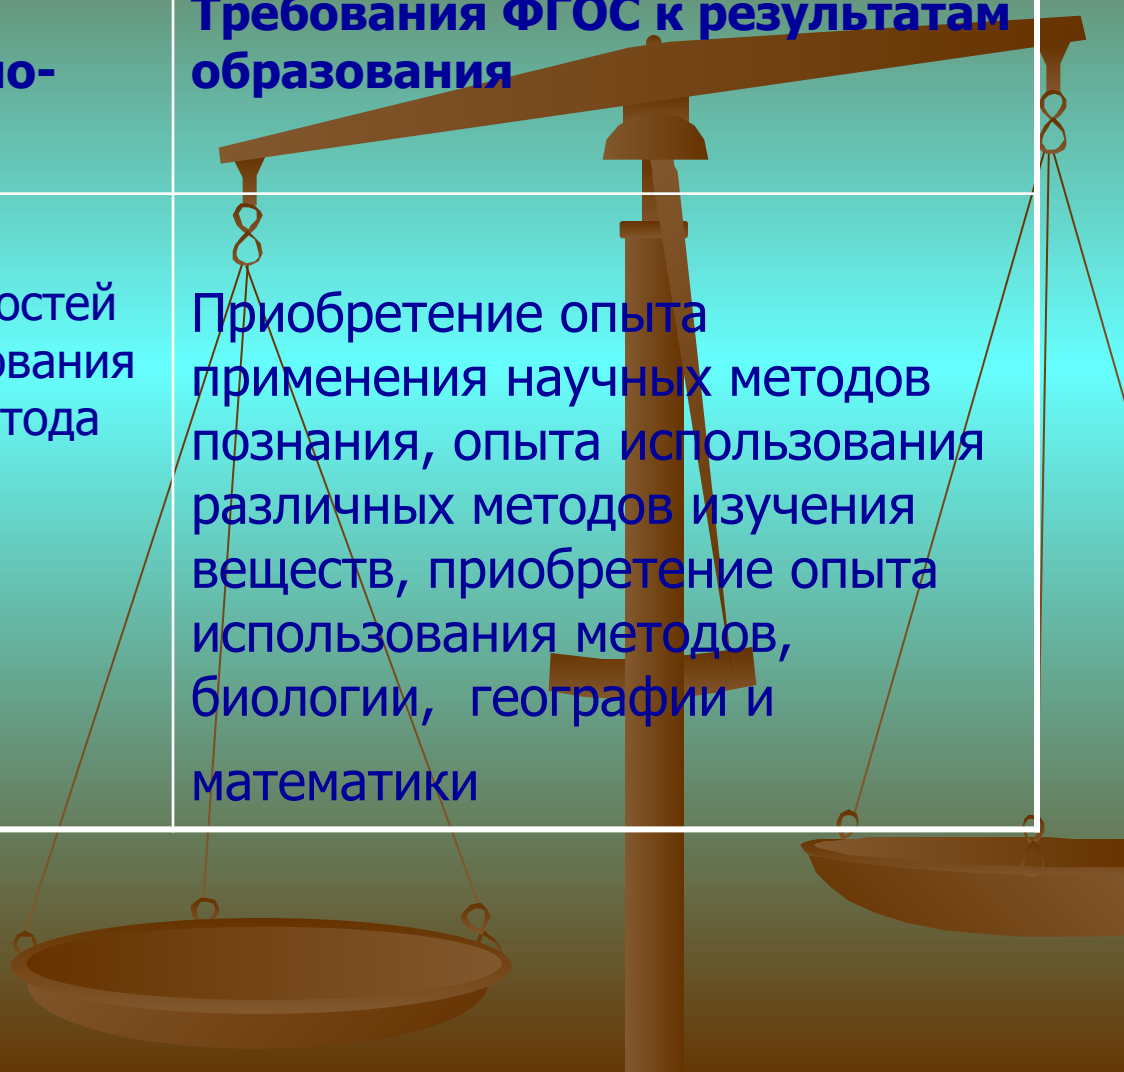 Требования ФГОС к результатам
образования
Приобретение опыта
применения научных методов
познания, опыта использования
различных методов изучения
веществ, приобретение опыта
использования методов,
биологии, географии и
математики